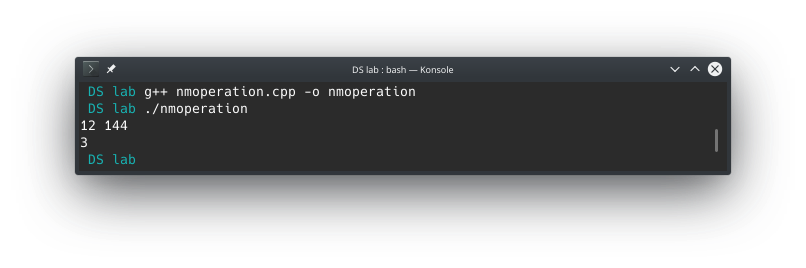 DS lab : bash — Konsole
DS lab g++ nmoperation.cpp -o nmoperation
DS lab ./nmoperation
12 144
3
DS lab